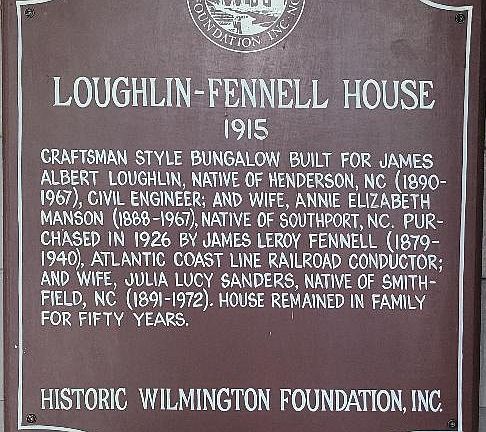 FOUNDATION INC.
LOUGHLIN-FENNELL HOUSE
1915
CRAFTSMAN STYLE BUNGALOW BUILT FOR JAMES
ALBERT LOUGHLIN, NATIVE OF HENDERSON, NC (1890-
1967), CIVIL ENGINEER; AND WIFE, ANNIE ELIZABETH
MANSON (1888-1967), NATIVE OF SOUTHPORT, NC. PUR-
CHASED IN 1926 BY JAMES LEROY FENNELL (1879-
1940), ATLANTIC COAST LINE RAILROAD CONDUCTOR;
AND WIFE, JULIA LUCY SANDERS, NATIVE OF SMITH-
FIELD, NC (1891-1972). HOUSE REMAINED IN FAMILY
FOR FIFTY YEARS.
HISTORIC WILMINGTON FOUNDATION, INC.